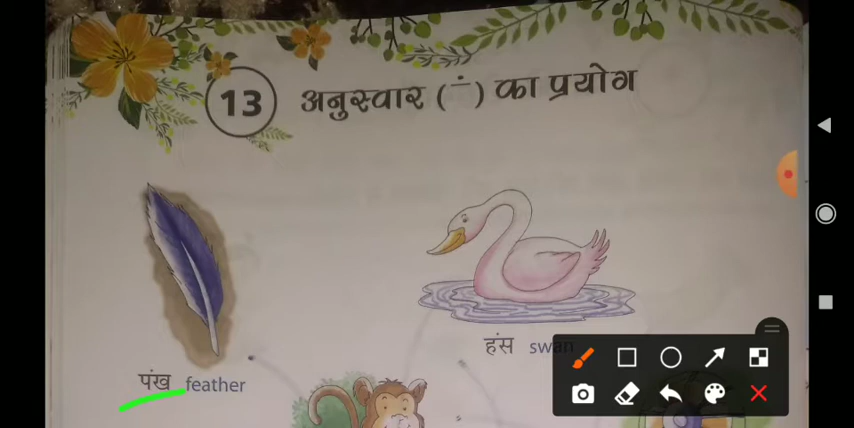 13 अनुस्वार (ं) का प्रयोग
हंस swan
पंख feather